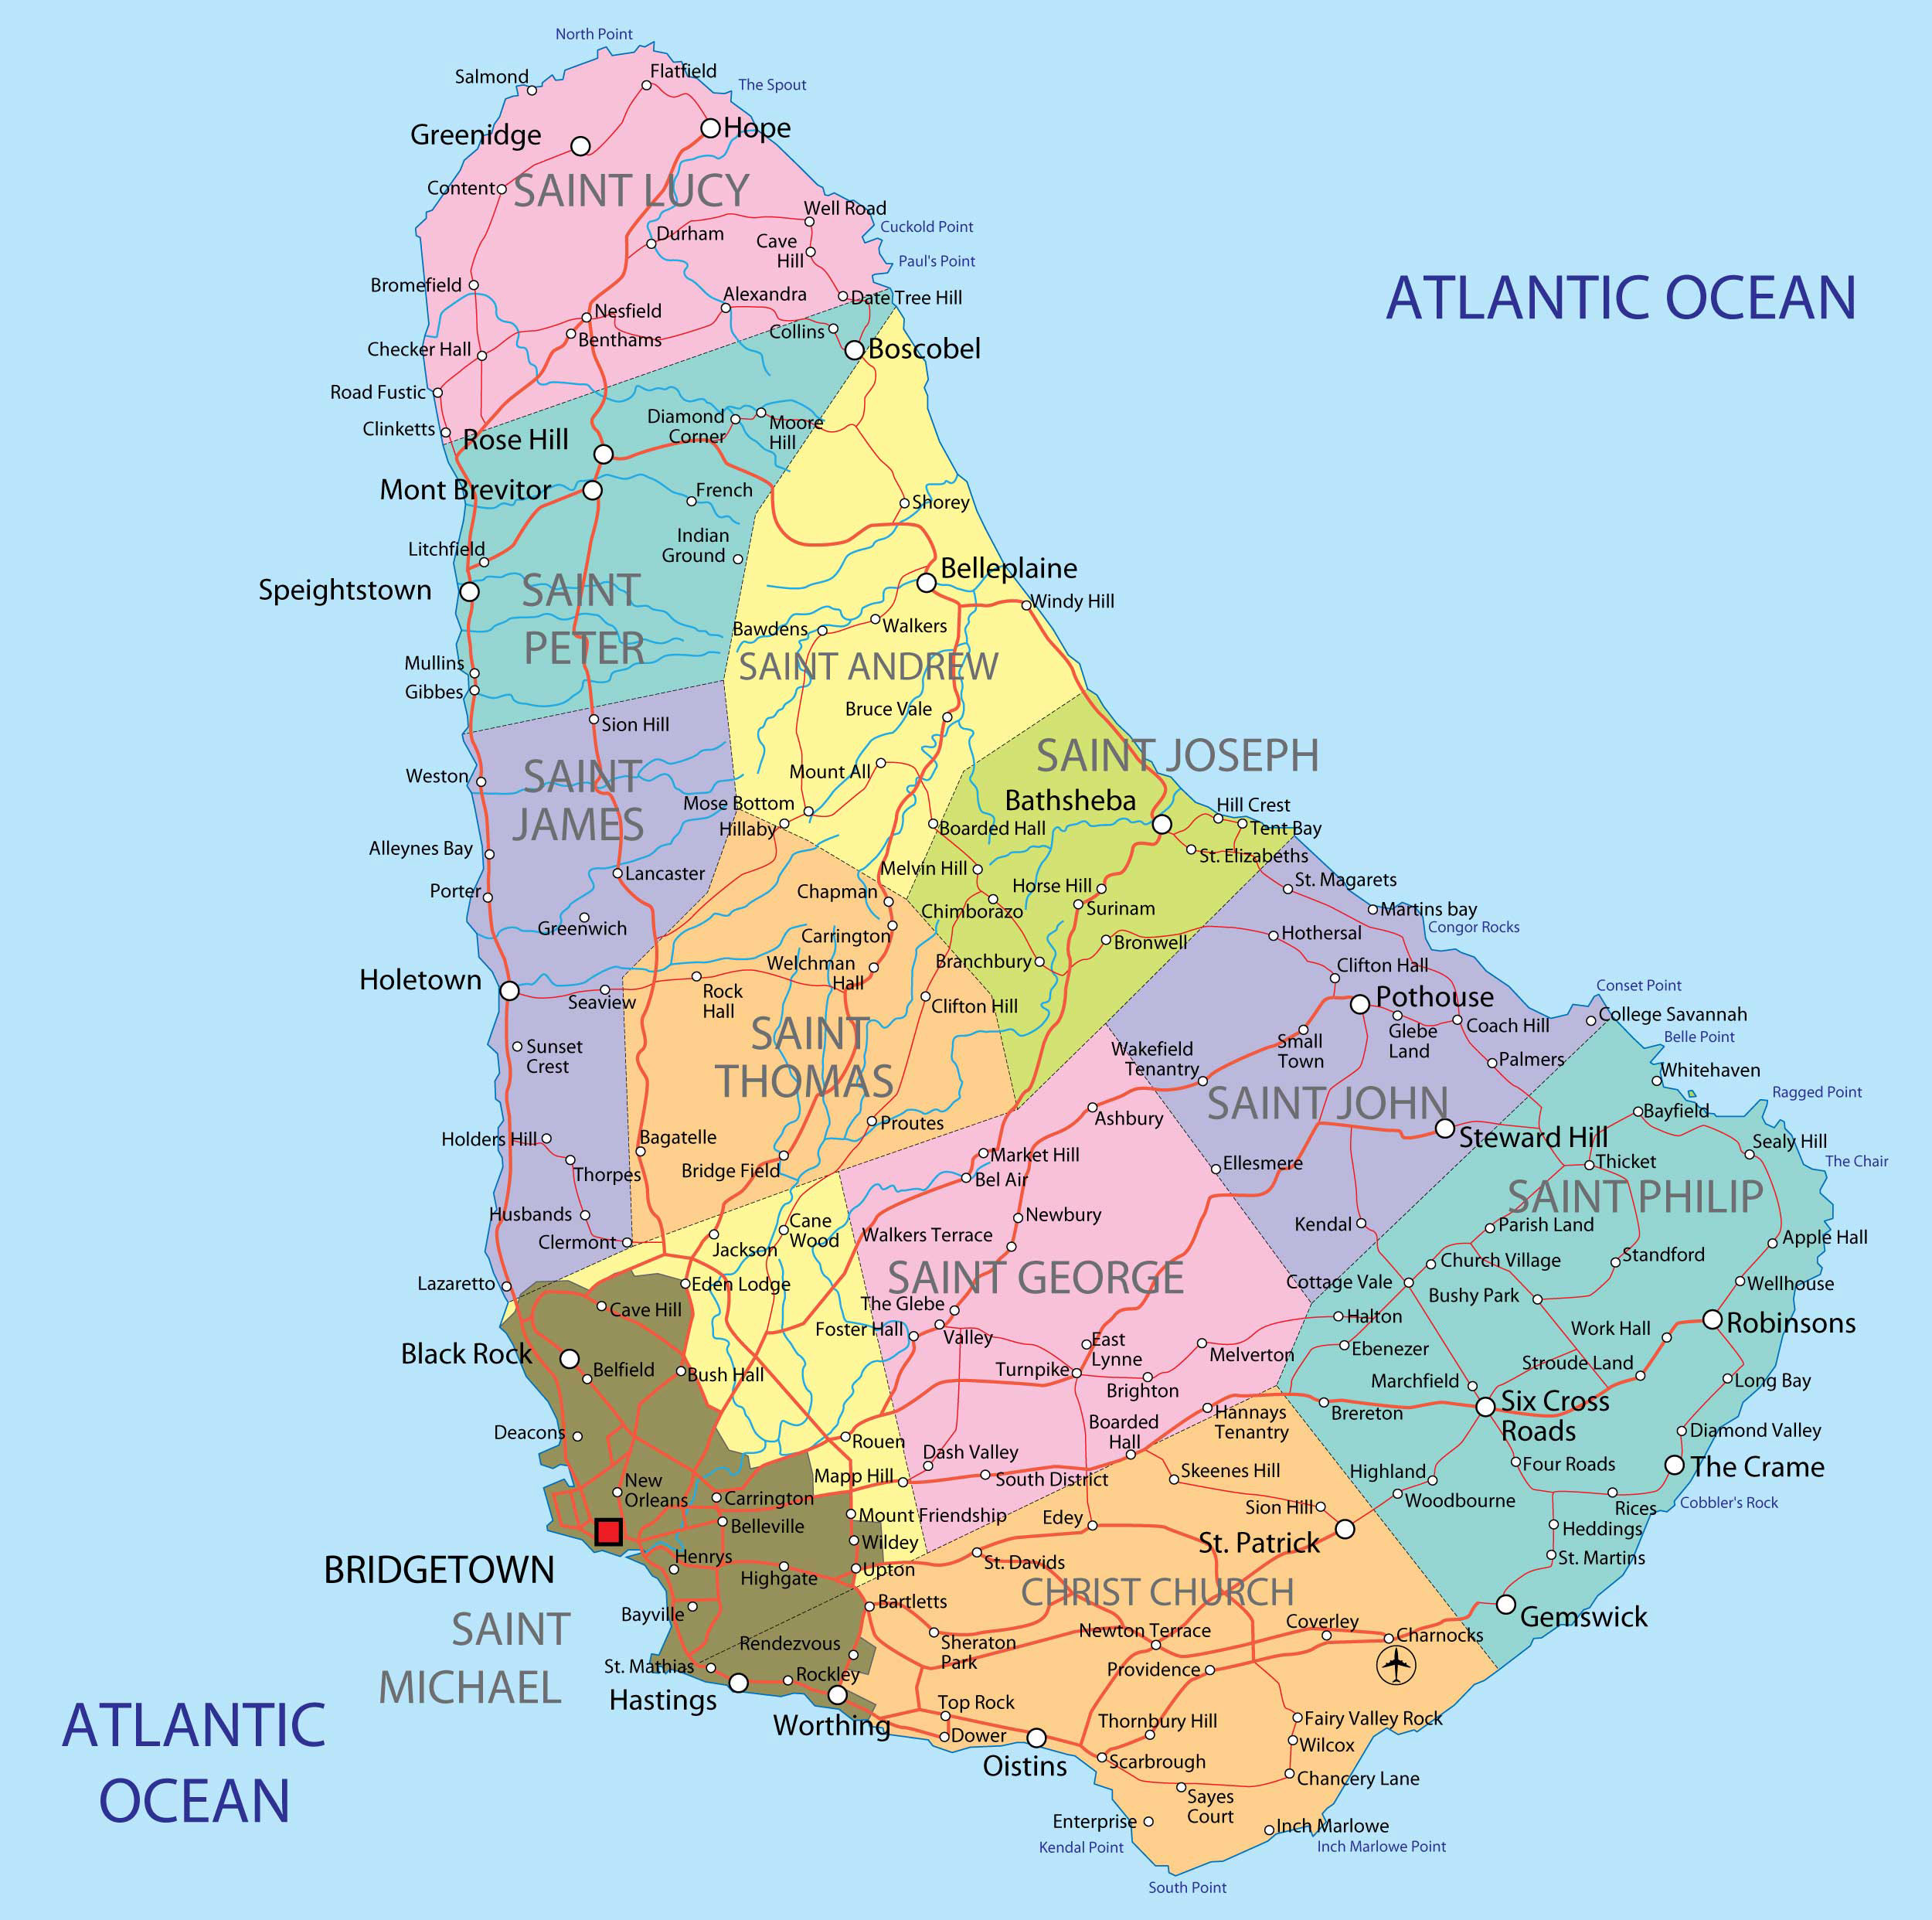 North Point
Salmond
Flatfield
The Spout
Greenidge
Hope
Content
SAINT LUCY
Well Road
Cuckold Point
Durham
Cave
Hill
Paul's Point
Bromefield
Alexandra
Date Tree Hill
ATLANTIC OCEAN
Nesfield
Collins
Benthams
Checker Hall
Boscobel
Road Fustic
Clinketts
Rose Hill
Diamond
Corner
Moore
Hill
Mont Brevitor
French
Shorey
Indian
Ground
Litchfield
Speightstown
SAINT
PETER
Belleplaine
Windy Hill
Bawdens
Walkers
SAINT ANDREW
Mullins
Gibbes
Bruce Vale
Sion Hill
SAINT JOSEPH
Weston
SAINT
JAMES
Mount All
Mose Bottom
Hillaby
Bathsheba
Hill Crest
Tent Bay
Boarded Hall
Alleynes Bay
St. Elizabeths
Melvin Hill
Lancaster
Porter
Chapman
Horse Hill
St. Magarets
Chimborazo
Surinam
Martins bay
Congor Rocks
Greenwich
Carrington
Bronwell
Hothersal
Welchman
Hall
Branchbury
Clifton Hall
Holetown
Seaview
Rock
Hall
Clifton Hill
Pothouse
Conset Point
College Savannah
SAINT
THOMAS
Small
Town
Glebe
Land
Coach Hill
Belle Point
Sunset
Crest
Wakefield
Tenantry
Palmers
Whitehaven
SAINT JOHN
Ragged Point
Ashbury
Bayfield
Proutes
Holders Hill
Bagatelle
Steward Hill
Sealy Hill
Market Hill
The Chair
Thorpes
Bridge Field
Bel Air
Ellesmere
Thicket
SAINT PHILIP
Husbands
Cane
Wood
Newbury
Kendal
Parish Land
Clermont
Jackson
Walkers Terrace
Apple Hall
Church Village
Standford
Lazaretto
Eden Lodge
SAINT GEORGE
Cottage Vale
Bushy Park
Wellhouse
Cave Hill
The Glebe
Halton
Foster Hall
Valley
Work Hall
Robinsons
Black Rock
East
Lynne
Melverton
Ebenezer
Belfield
Bush Hall
Turnpike
Stroude Land
Brighton
Marchfield
Long Bay
Six Cross
Roads
Brereton
Hannays
Tenantry
Deacons
Boarded
Hall
Rouen
Diamond Valley
Dash Valley
Mapp Hill
South District
Skeenes Hill
Highland
Four Roads
The Crame
New
Orleans
Carrington
Sion Hill
Woodbourne
Rices
Cobbler's Rock
Belleville
Mount Friendship
Edey
Heddings
Wildey
St. Patrick
St. Martins
BRIDGETOWN
Henrys
Highgate
Upton
St. Davids
CHRIST CHURCH
Bayville
Bartletts
Gemswick
SAINT
MICHAEL
Rendezvous
Sheraton
Park
Newton Terrace
Coverley
Charnocks
St. Mathias
Rockley
Providence
Hastings
Worthing
Top Rock
Dower
Thornbury Hill
Fairy Valley Rock
Wilcox
ATLANTIC
OCEAN
Oistins
Scarbrough
Chancery Lane
Sayes
Court
Enterprise
Inch Marlowe
Kendal Point
Inch Marlowe Point
South Point